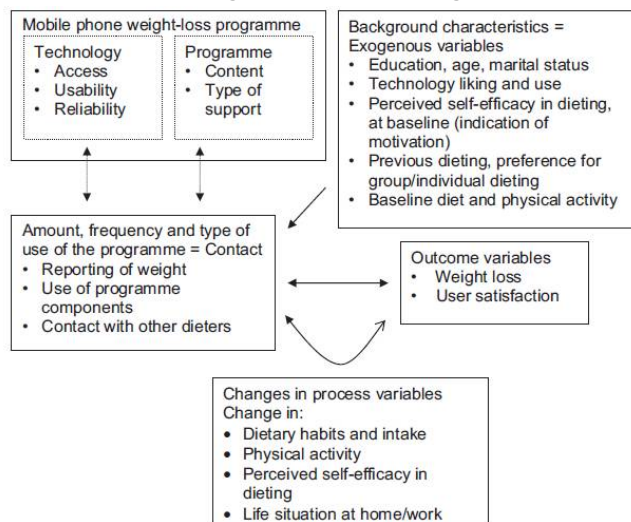 Mobile phone weight-loss programme
Technology
• Access
• Usability
• Reliability
Programme
• Content
• Type of
support
Background characteristics =
Exogenous variables
• Education, age, marital status
• Technology liking and use
• Perceived self-efficacy in dieting,
at baseline (indication of
motivation)
• Previous dieting, preference for
group/individual dieting
• Baseline diet and physical activity
Amount, frequency and type of
use of the programme = Contact
• Reporting of weight
• Use of programme
components
• Contact with other dieters
Outcome variables
• Weight loss
• User satisfaction
Changes in process variables
Change in:
• Dietary habits and intake
• Physical activity
• Perceived self-efficacy in
dieting
• Life situation at home/work